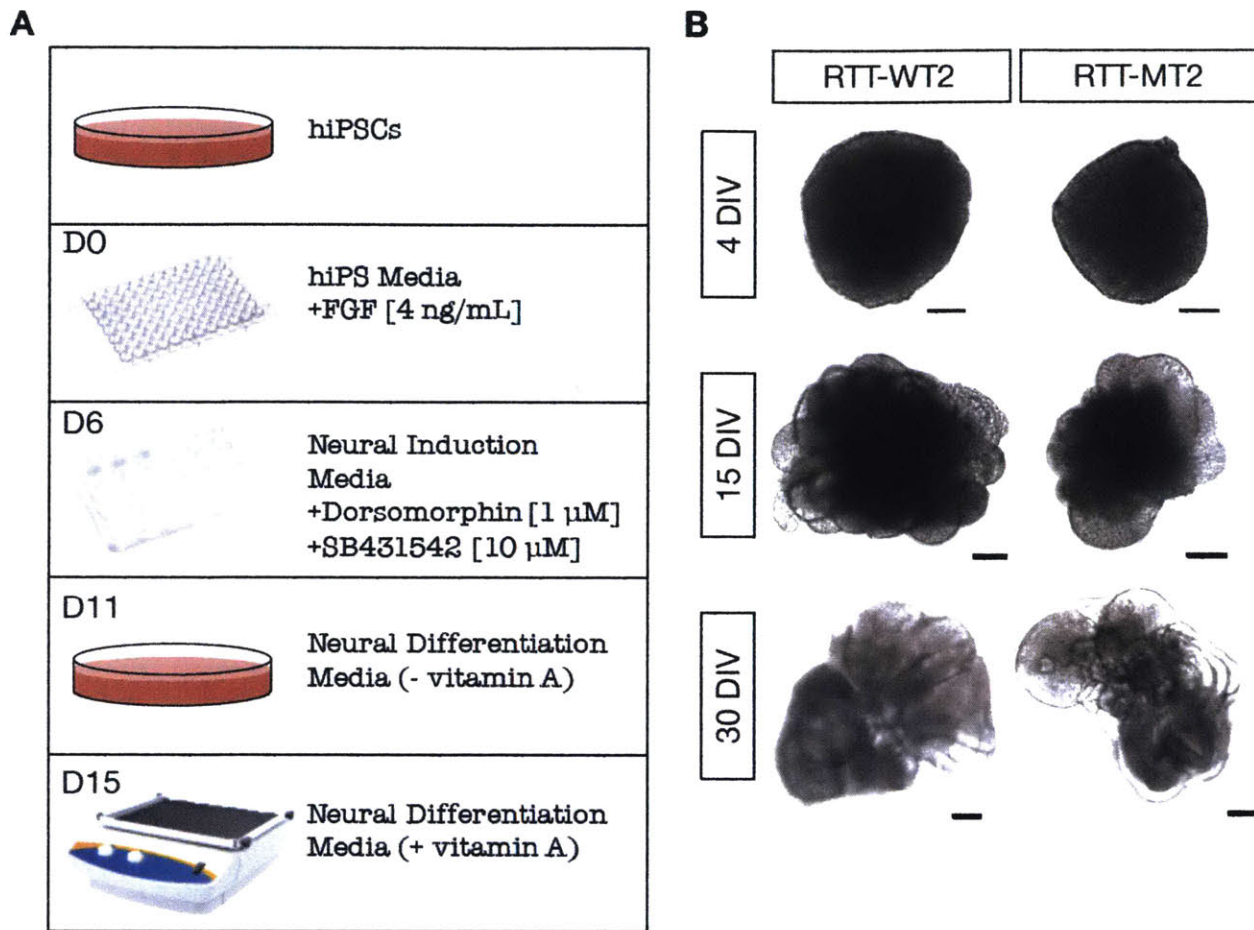 A
hiPSCs
D0
hiPS Media
+FGF [4 ng/mL]
D6
Neural Induction
Media
+Dorsomorphin [1 µM]
+SB431542 [10 µM]
D11
Neural Differentiation
Media (- vitamin A)
D15
Neural Differentiation
Media (+ vitamin A)
B
RTT-WT2
RTT-MT2
4 DIV
15 DIV
30 DIV